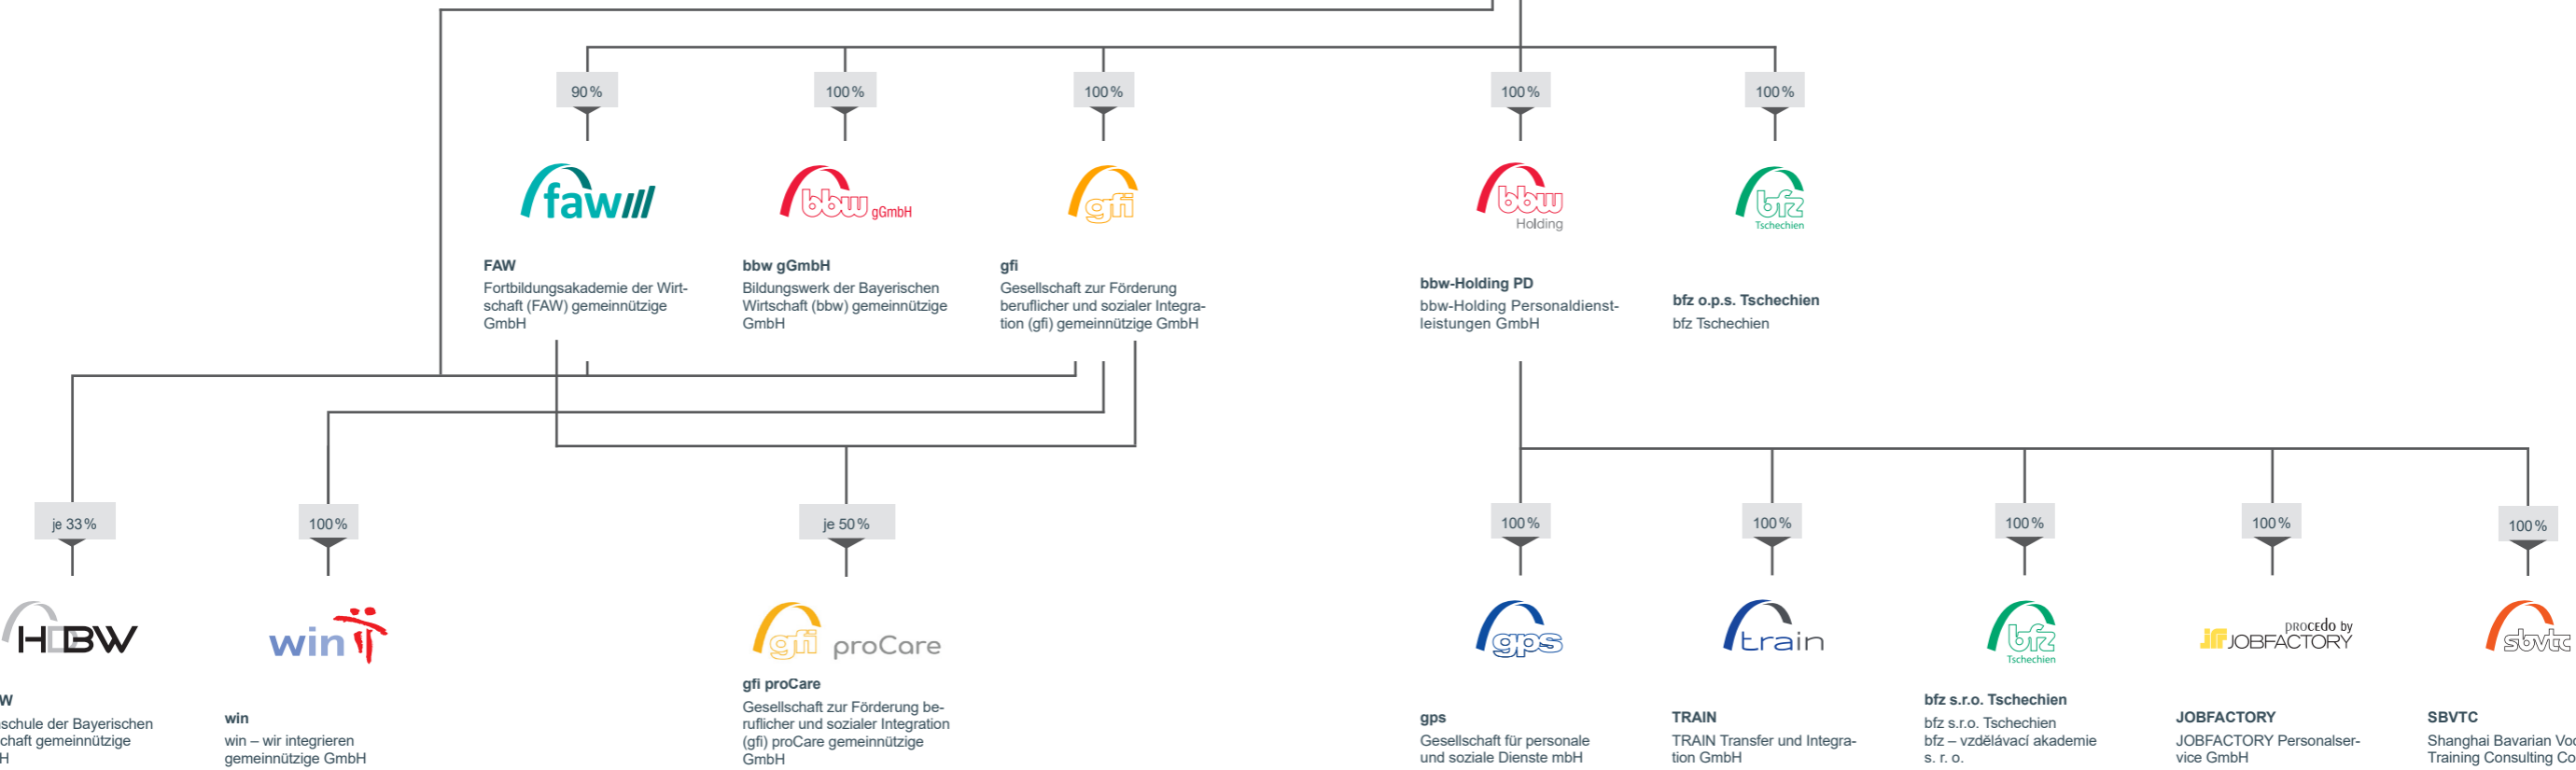 90 %
100 %
100 %
100 %
100 %
faw
bbw gGmbH
gfi
bbw
Holding
bfz
Tschechien
FAW
Fortbildungsakademie der Wirt-
schaft (FAW) gemeinnützige
GmbH
bbw gGmbH
Bildungswerk der Bayerischen
Wirtschaft (bbw) gemeinnützige
GmbH
gfi
Gesellschaft zur Förderung
beruflicher und sozialer Integra-
tion (gfi) gemeinnützige GmbH
bbw-Holding PD
bbw-Holding Personaldienst-
leistungen GmbH
bfz o.p.s. Tschechien
bfz Tschechien
je 33 %
100 %
je 50 %
100 %
100 %
100 %
100 %
100 %
HDBW
win
gfi proCare
gps
train
bfz
Tschechien
procedo by
JOBFACTORY
sbvtc
W
schule der Bayerischen
chaft gemeinnützige
H
win
win – wir integrieren
gemeinnützige GmbH
gfi proCare
Gesellschaft zur Förderung be-
ruflicher und sozialer Integration
(gfi) proCare gemeinnützige
GmbH
gps
Gesellschaft für personale
und soziale Dienste mbH
TRAIN
TRAIN Transfer und Integra-
tion GmbH
bfz s.r.o. Tschechien
bfz s.r.o. Tschechien
bfz – vzdělávací akademie
s. r. o.
JOBFACTORY
JOBFACTORY Personalser-
vice GmbH
SBVTC
Shanghai Bavarian Voc
Training Consulting Co